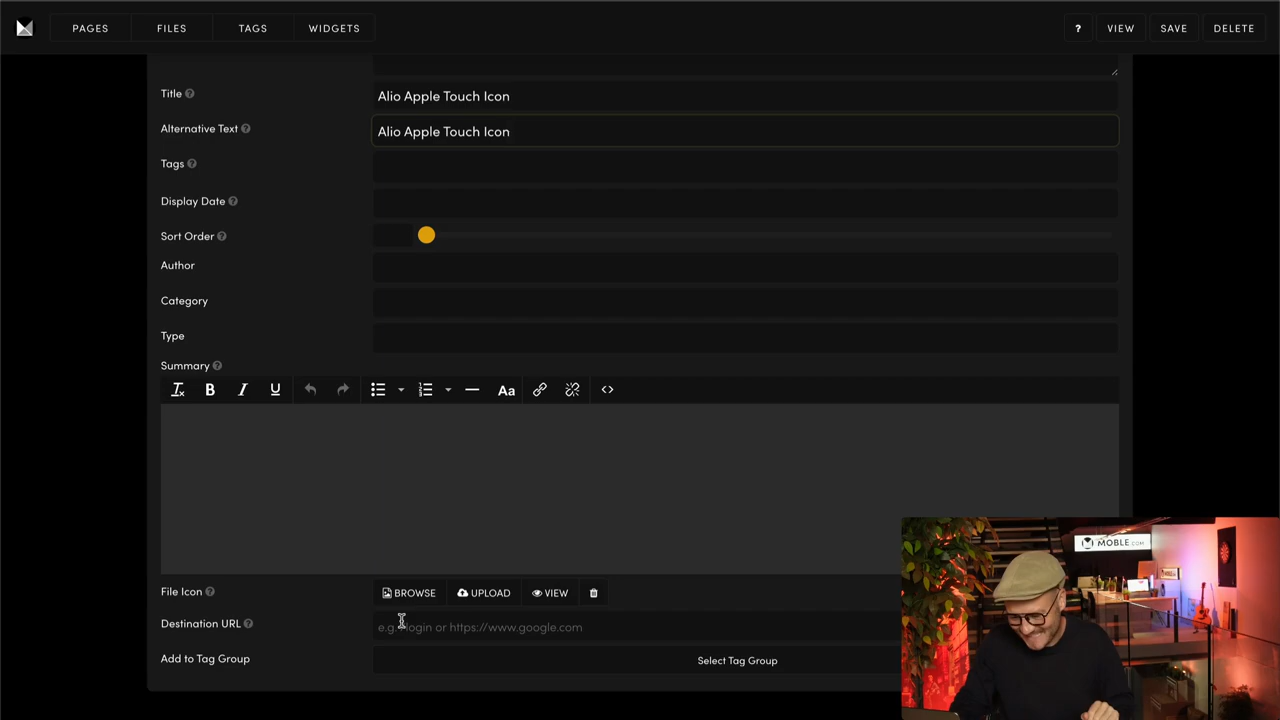 PAGES FILES TAGS WIDGETS ? VIEW SAVE DELETE
Title ? Alio Apple Touch Icon
Alternative Text ? Alio Apple Touch Icon
Tags ?
Display Date ?
Sort Order ?
Author
Category
Type
Summary ?
Tx B I U Aa
File Icon ? BROWSE UPLOAD VIEW
Destination URL ? e.g. /login or https://www.google.com
Add to Tag Group Select Tag Group
MOBLE.COM